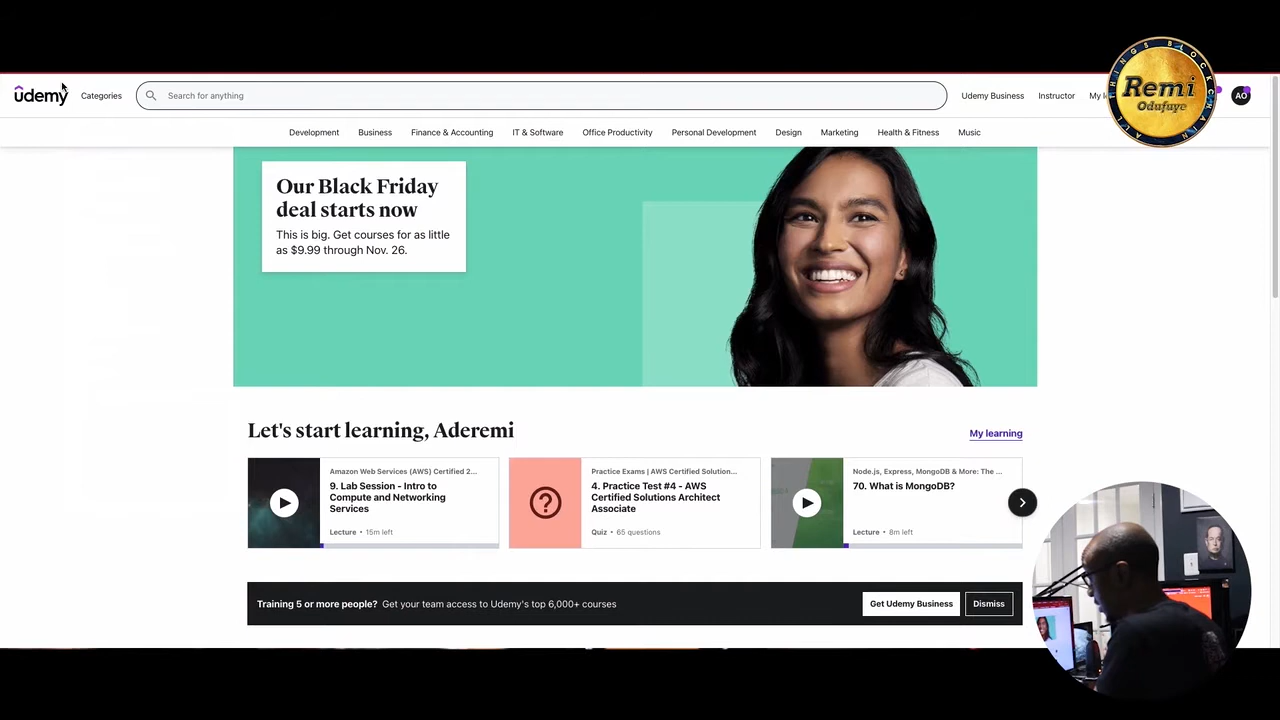 ûdemy
Categories
Search for anything
Udemy Business
Instructor
AO
ALL THINGS BLOCKCHAIN
Remi
Odufuye
Development
Business
Finance & Accounting
IT & Software
Office Productivity
Personal Development
Design
Marketing
Health & Fitness
Music
Our Black Friday
deal starts now
This is big. Get courses for as little
as $9.99 through Nov. 26.
Let's start learning, Aderemi
My learning
Amazon Web Services (AWS) Certified 2...
9. Lab Session - Intro to
Compute and Networking
Services
Lecture • 15m left
Practice Exams | AWS Certified Solution...
4. Practice Test #4 - AWS
Certified Solutions Architect
Associate
Quiz • 65 questions
Node.js, Express, MongoDB & More: The ...
70. What is MongoDB?
Lecture • 8m left
Training 5 or more people? Get your team access to Udemy's top 6,000+ courses
Get Udemy Business
Dismiss